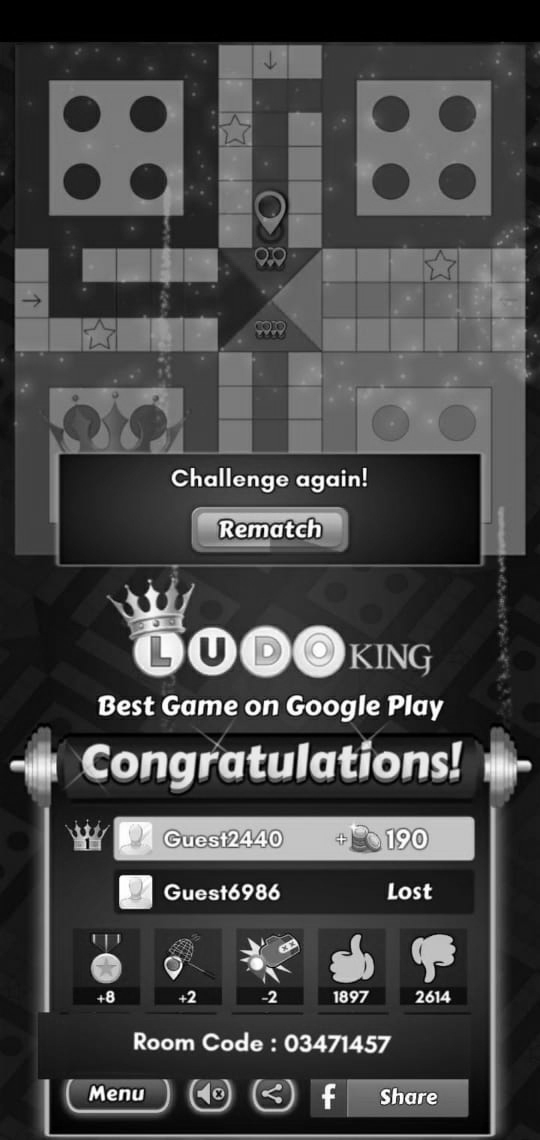 Challenge again!
Rematch
LUDO KING
Best Game on Google Play
Congratulations!
1 Guest2440 + 190
Guest6986 Lost
+8 +2 -2 1897 2614
Room Code : 03471457
Menu f Share